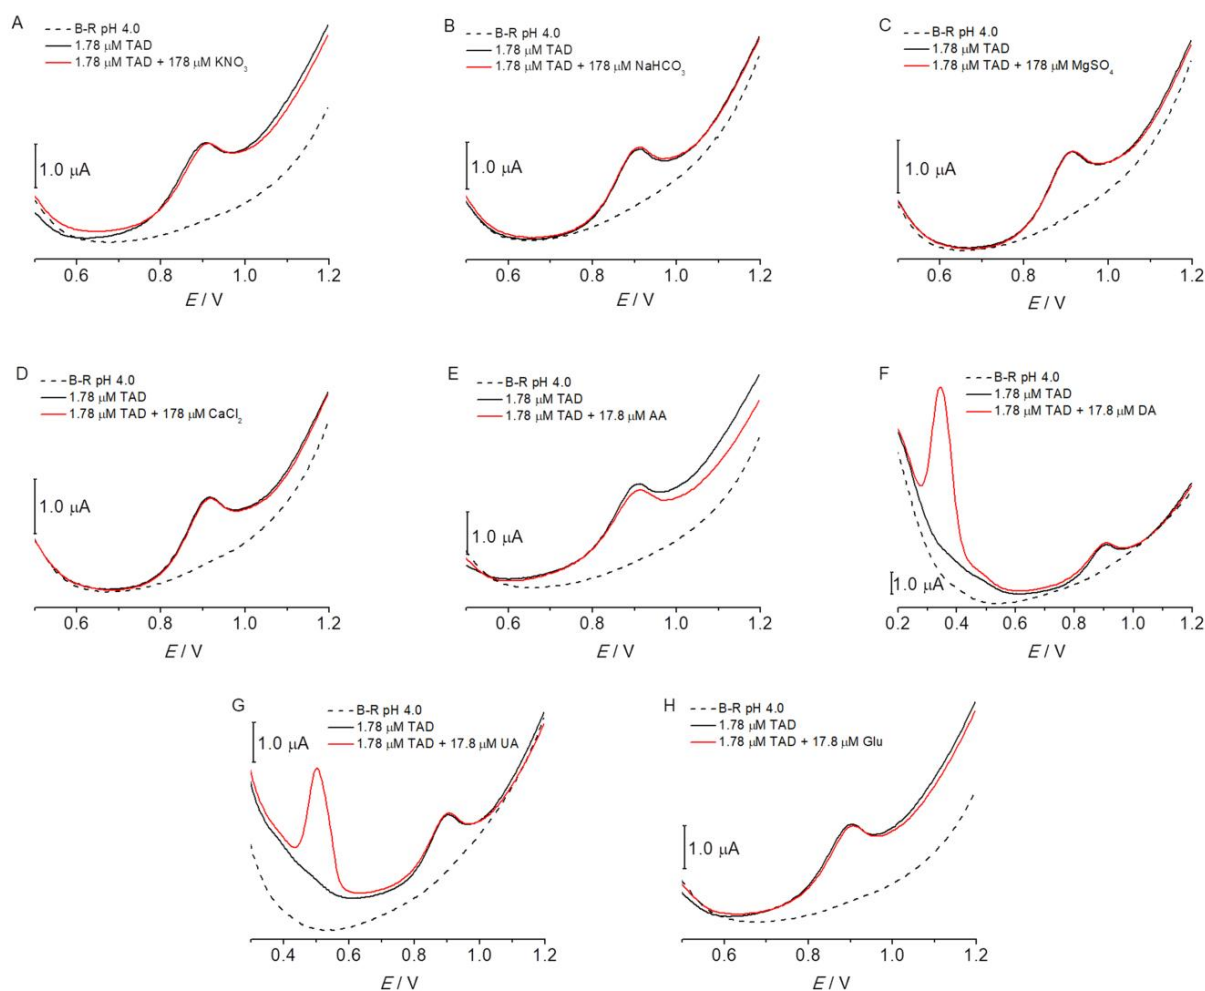 A
B-R pH 4.0
1.78 μM TAD
1.78 μM TAD + 178 μM KNO₃
1.0 μA
0.6 0.8 1.0 1.2
E / V
B
B-R pH 4.0
1.78 μM TAD
1.78 μM TAD + 178 μM NaHCO₃
1.0 μA
0.6 0.8 1.0 1.2
E / V
C
B-R pH 4.0
1.78 μM TAD
1.78 μM TAD + 178 μM MgSO₄
1.0 μA
0.6 0.8 1.0 1.2
E / V
D
B-R pH 4.0
1.78 μM TAD
1.78 μM TAD + 178 μM CaCl₂
1.0 μA
0.6 0.8 1.0 1.2
E / V
E
B-R pH 4.0
1.78 μM TAD
1.78 μM TAD + 17.8 μM AA
1.0 μA
0.6 0.8 1.0 1.2
E / V
F
B-R pH 4.0
1.78 μM TAD
1.78 μM TAD + 17.8 μM DA
1.0 μA
0.2 0.4 0.6 0.8 1.0 1.2
E / V
G
B-R pH 4.0
1.78 μM TAD
1.78 μM TAD + 17.8 μM UA
1.0 μA
0.4 0.6 0.8 1.0 1.2
E / V
H
B-R pH 4.0
1.78 μM TAD
1.78 μM TAD + 17.8 μM Glu
1.0 μA
0.6 0.8 1.0 1.2
E / V